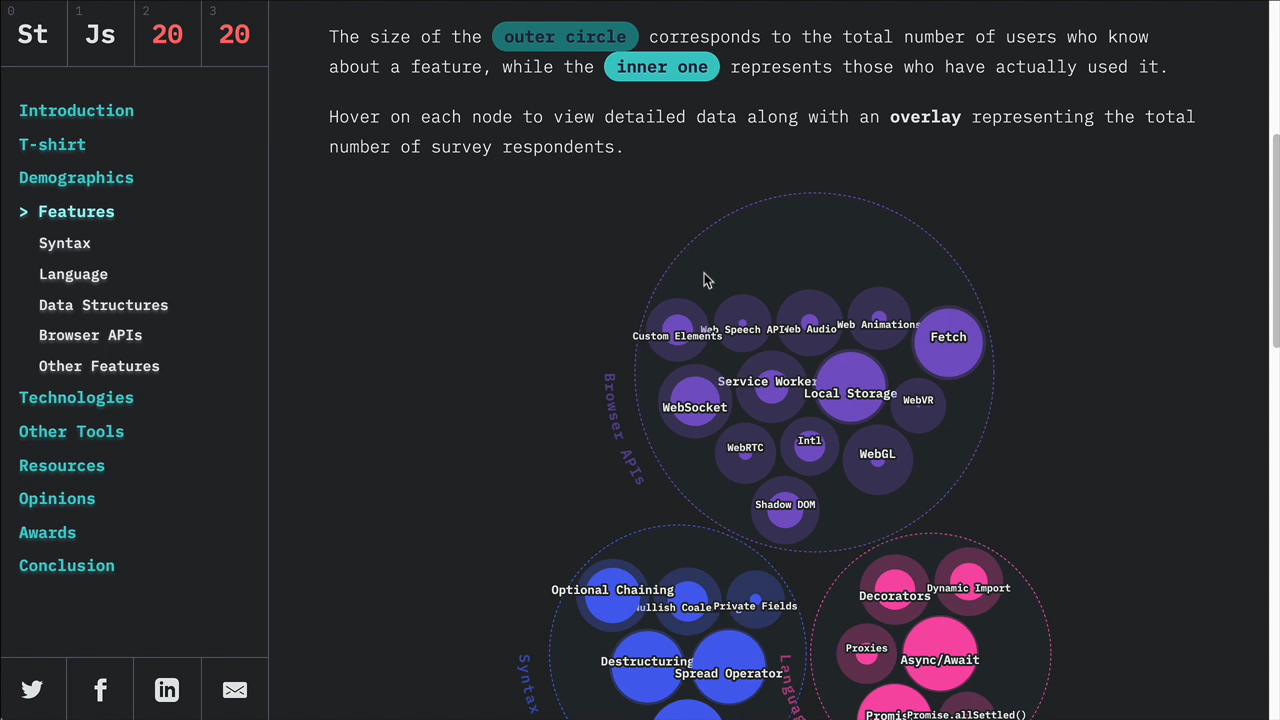 0 1 2 3
St Js 20 20
Introduction
T-shirt
Demographics
> Features
Syntax
Language
Data Structures
Browser APIs
Other Features
Technologies
Other Tools
Resources
Opinions
Awards
Conclusion
The size of the outer circle corresponds to the total number of users who know
about a feature, while the inner one represents those who have actually used it.
Hover on each node to view detailed data along with an overlay representing the total
number of survey respondents.
Browser APIs
Custom Elements
Web Speech API
Web Audio
Web Animations
Fetch
WebSocket
Service Worker
Local Storage
WebVR
WebRTC
Intl
WebGL
Shadow DOM
Syntax
Optional Chaining
Private Fields
Destructuring
Spread Operator
Decorators
Dynamic Import
Proxies
Async/Await
Promise.allSettled()